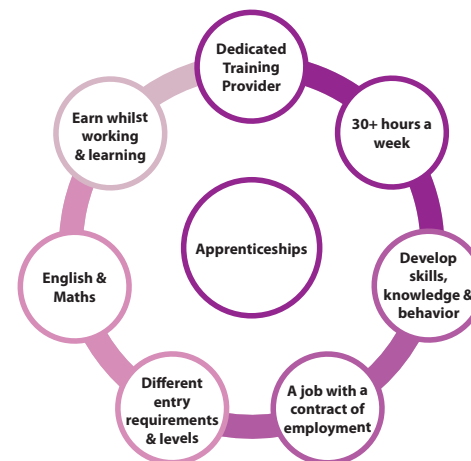 Dedicated
Training
Provider
30+ hours a
week
Develop
skills,
knowledge &
behavior
A job with a
contract of
employment
Different
entry
requirements
& levels
English &
Maths
Earn whilst
working
& learning
Apprenticeships